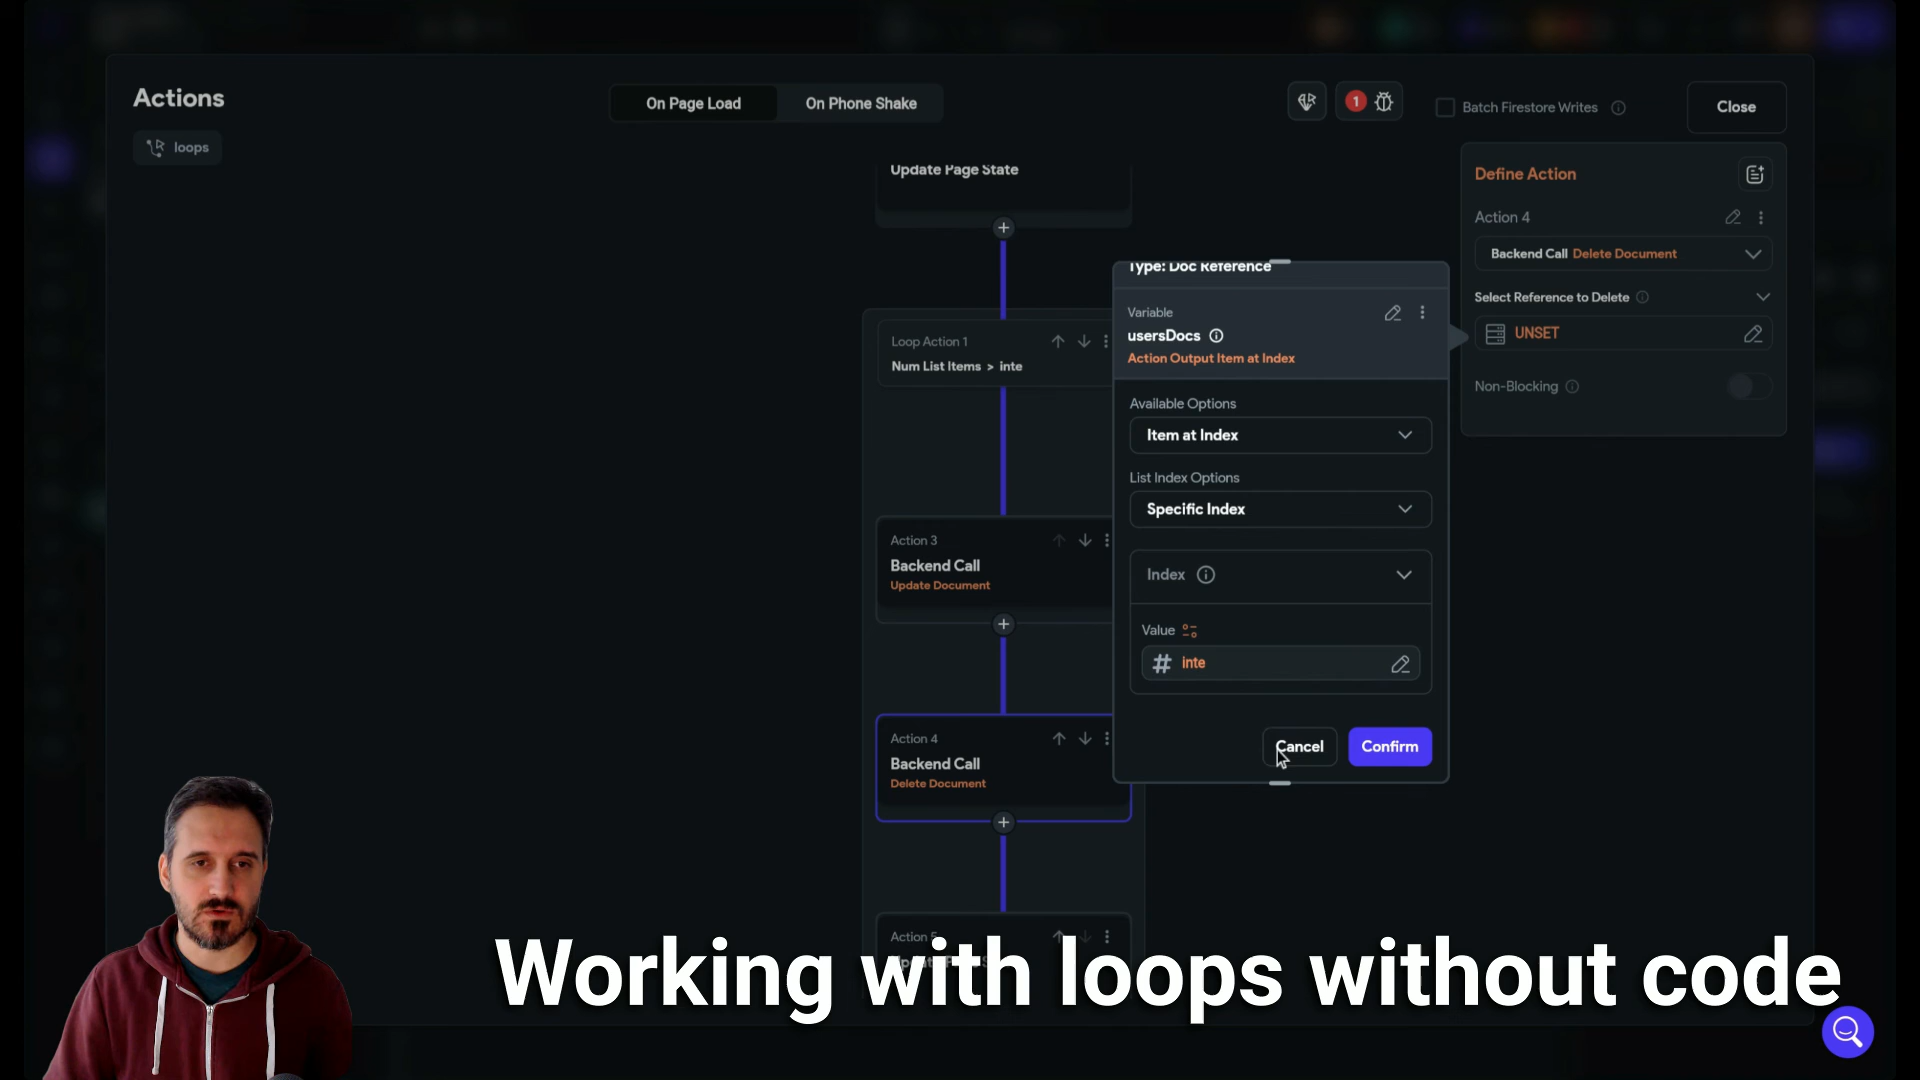 Actions
On Page Load
On Phone Shake
1
Batch Firestore Writes
Close
loops
Update Page State
Define Action
Action 4
Backend Call Delete Document
Select Reference to Delete
UNSET
Non-Blocking
Type: Doc Reference
Variable
usersDocs
Action Output Item at Index
Available Options
Item at Index
List Index Options
Specific Index
Index
Value
# inte
Cancel
Confirm
Loop Action 1
Num List Items > inte
Action 3
Backend Call
Update Document
Action 4
Backend Call
Delete Document
Action 5
Working with loops without code